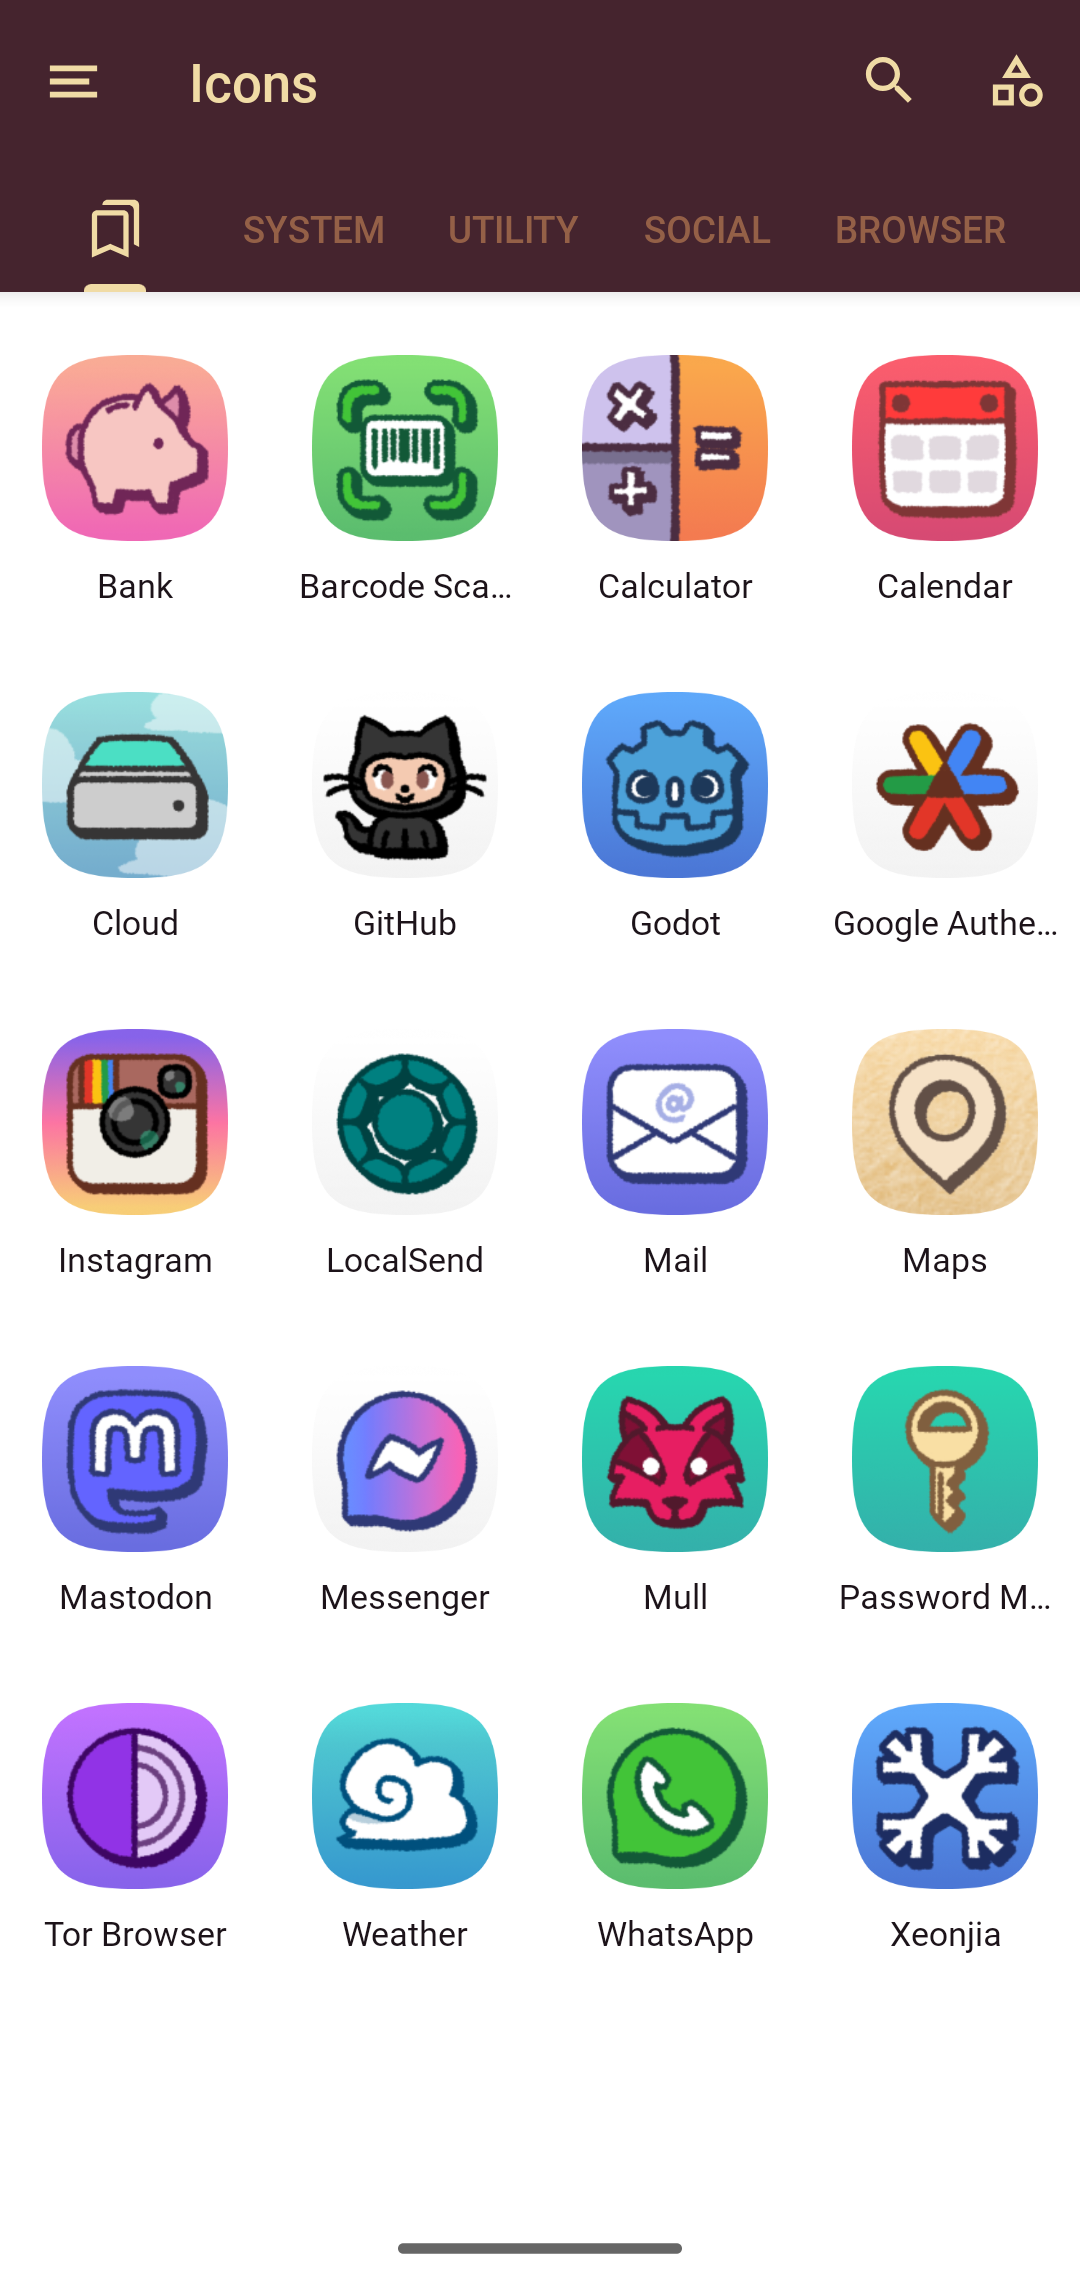 Icons
SYSTEM UTILITY SOCIAL BROWSER
Bank Barcode Sca... Calculator Calendar
Cloud GitHub Godot Google Authe...
@
Instagram LocalSend Mail Maps
m
Mastodon Messenger Mull Password M...
Tor Browser Weather WhatsApp Xeonjia